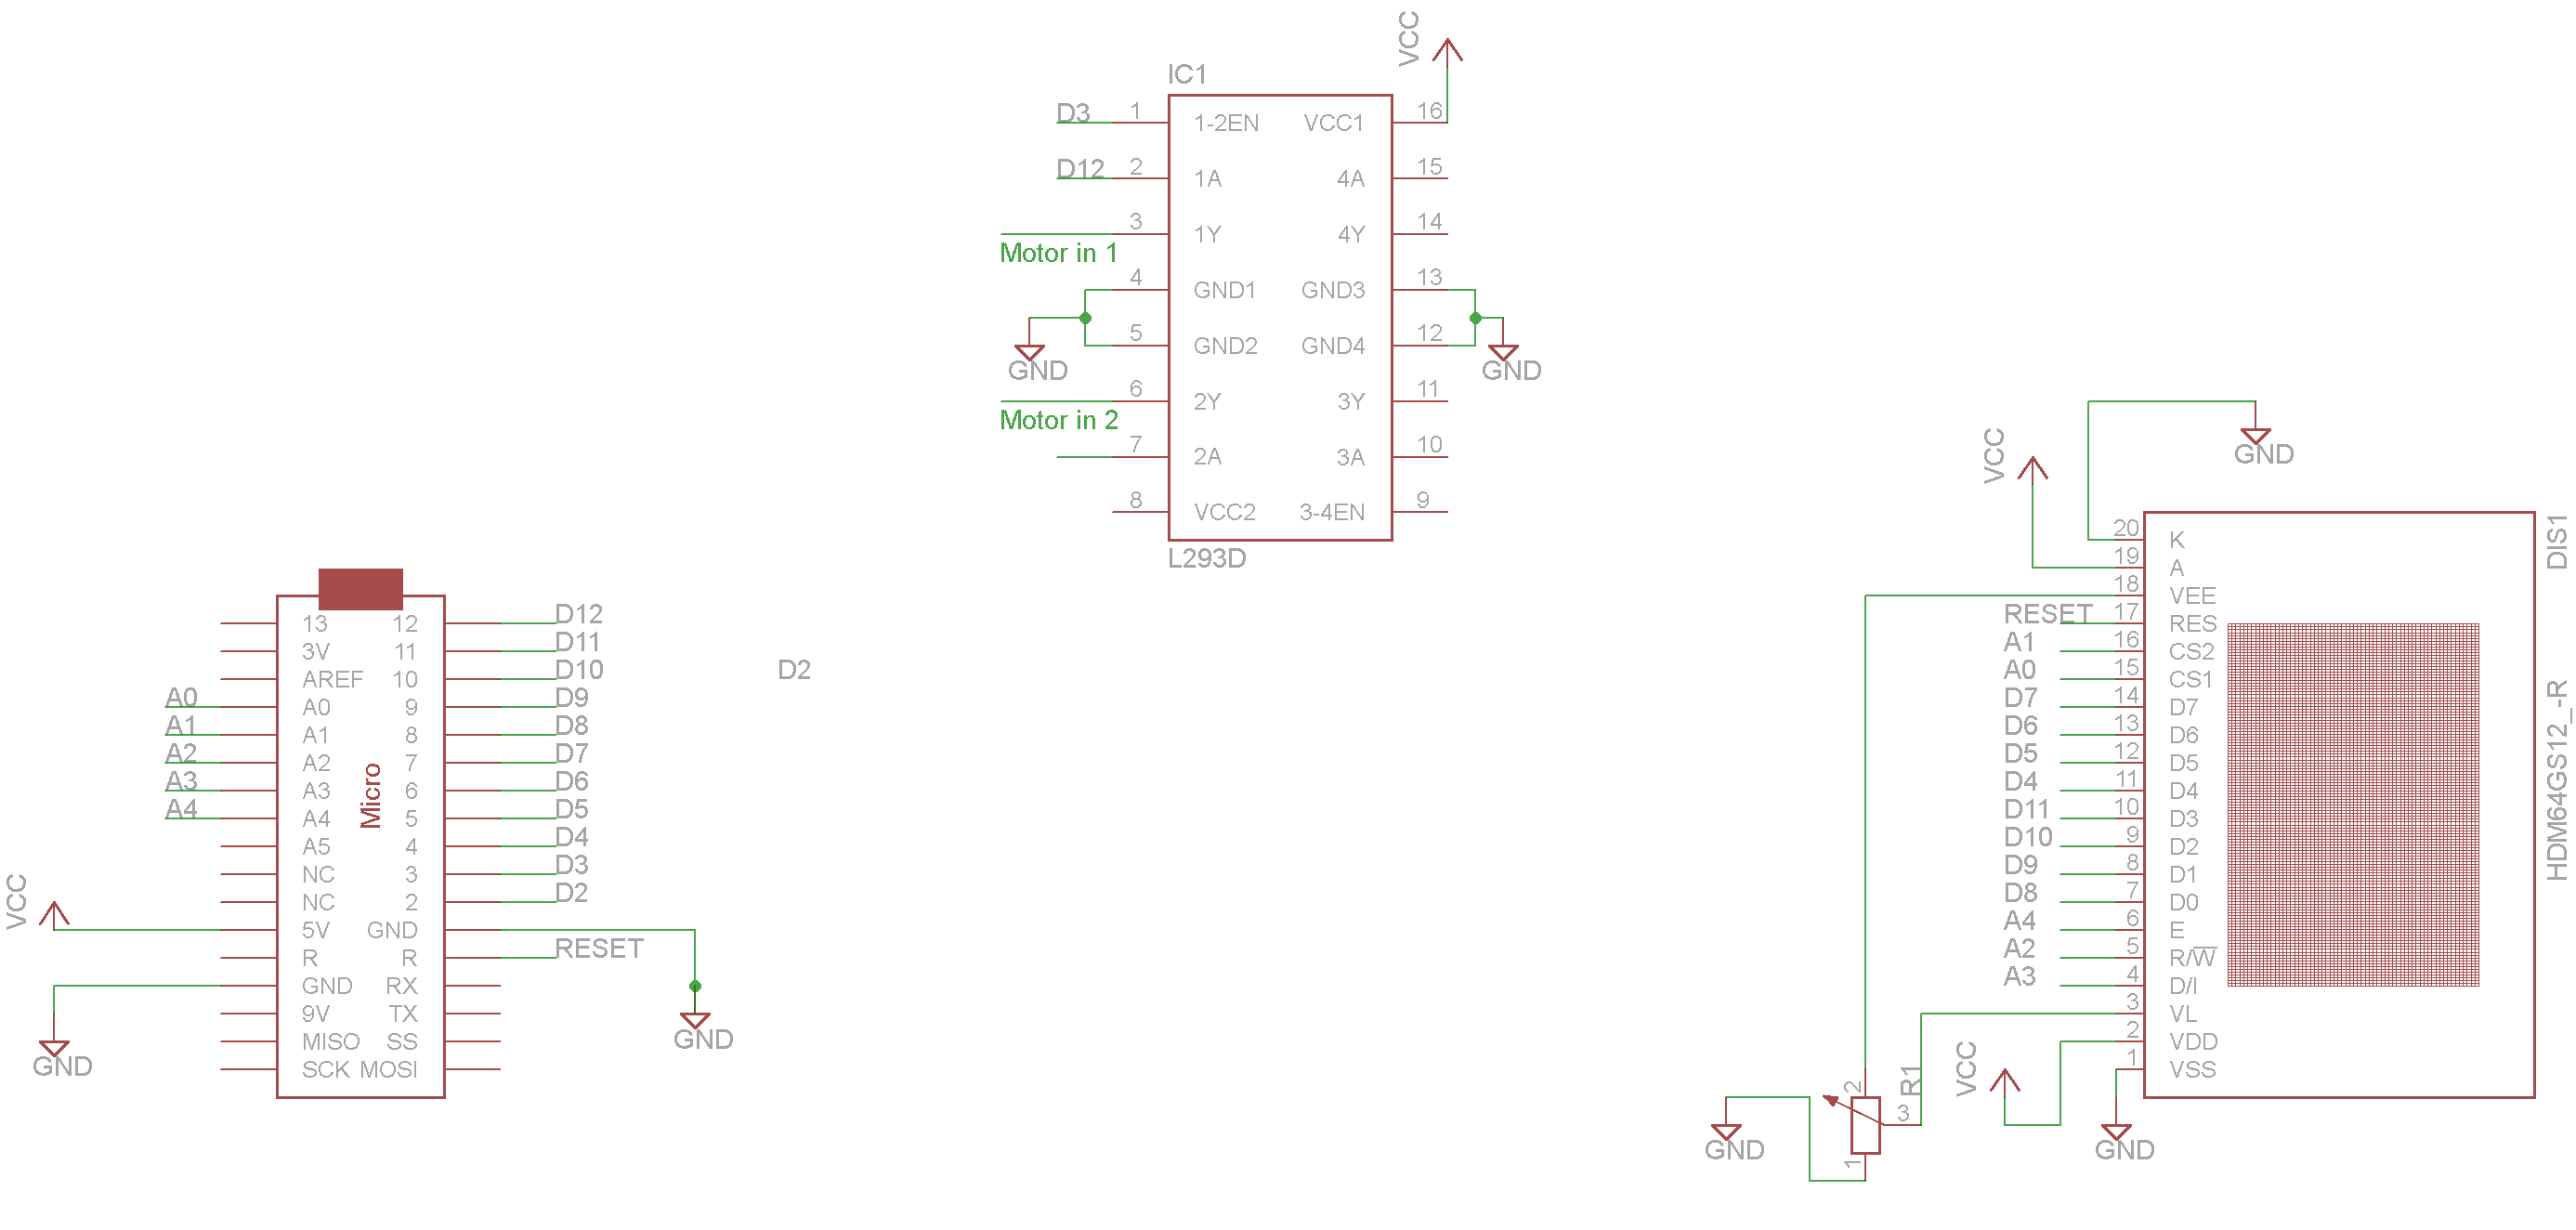 VCC
IC1
D3 1 1-2EN VCC1 16
D12 2 1A 4A 15
3 1Y 4Y 14
Motor in 1
4 GND1 GND3 13
5 GND2 GND4 12
GND GND
6 2Y 3Y 11
Motor in 2
7 2A 3A 10
8 VCC2 3-4EN 9
L293D
13 12 D12
3V 11 D11
AREF 10 D10
D2
A0 A0 9 D9
A1 A1 8 D8
A2 A2 7 D7
A3 A3 6 D6
A4 A4 5 D5
A5 4 D4
NC 3 D3
NC 2 D2
Micro
VCC
5V GND
R R RESET
GND RX
9V TX
MISO SS
SCK MOSI
GND
GND
GND
VCC
DIS1
HDM64GS12_-R
20 K
19 A
18 VEE
RESET 17 RES
A1 16 CS2
A0 15 CS1
D7 14 D7
D6 13 D6
D5 12 D5
D4 11 D4
D11 10 D3
D10 9 D2
D9 8 D1
D8 7 D0
A4 6 E
A2 5 R/W
A3 4 D/I
3 VL
2 VDD
1 VSS
VCC
R1
2
3
1
GND
GND